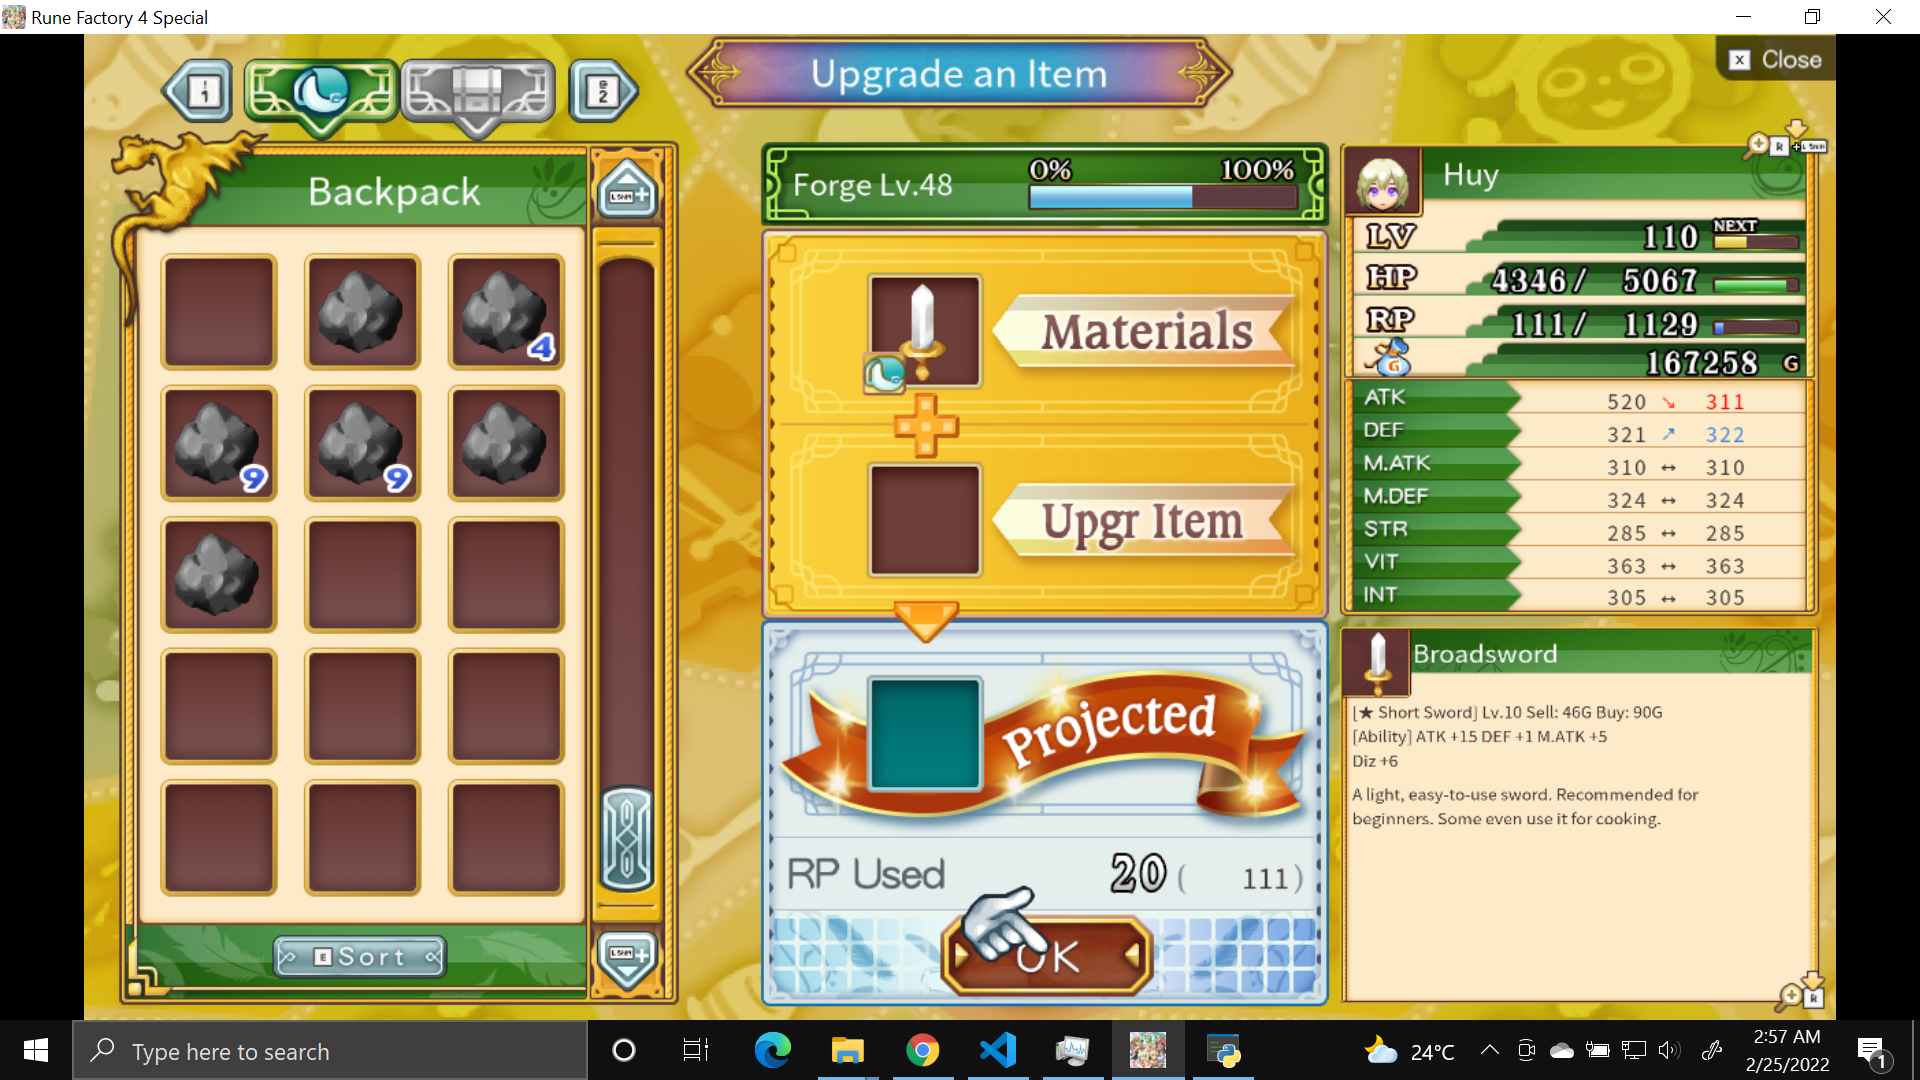 Rune Factory 4 Special
1
2
Upgrade an Item
X Close
Backpack
4
9
9
E Sort
Forge Lv.48
0%
100%
Materials
Upgr Item
Projected
RP Used 20 ( 111)
OK
R
Huy
LV 110 NEXT
HP 4346/ 5067
RP 111/ 1129
G 167258 G
ATK 520 ↘ 311
DEF 321 ↗ 322
M.ATK 310 ↔ 310
M.DEF 324 ↔ 324
STR 285 ↔ 285
VIT 363 ↔ 363
INT 305 ↔ 305
Broadsword
[★ Short Sword] Lv.10 Sell: 46G Buy: 90G
[Ability] ATK +15 DEF +1 M.ATK +5
Diz +6
A light, easy-to-use sword. Recommended for
beginners. Some even use it for cooking.
R
Type here to search
24°C
2:57 AM
2/25/2022
1